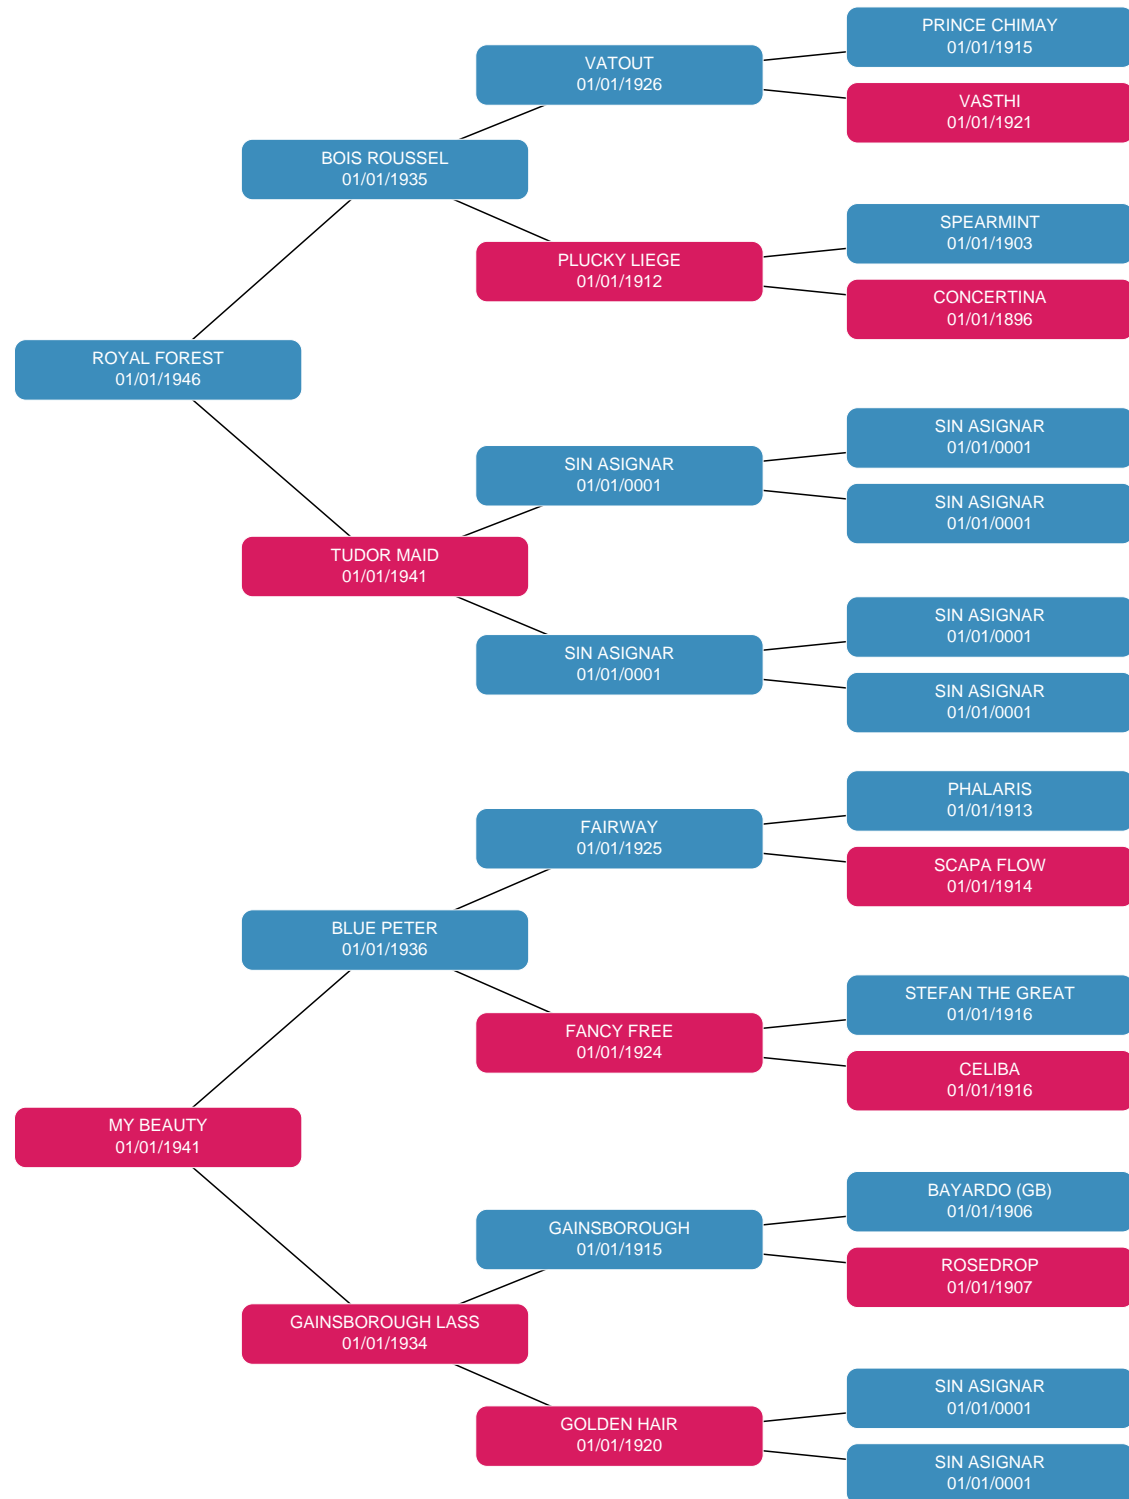 PRINCE CHIMAY
01/01/1915
VATOUT
01/01/1926
VASTHI
01/01/1921
BOIS ROUSSEL
01/01/1935
SPEARMINT
01/01/1903
PLUCKY LIEGE
01/01/1912
CONCERTINA
01/01/1896
ROYAL FOREST
01/01/1946
SIN ASIGNAR
01/01/0001
SIN ASIGNAR
01/01/0001
SIN ASIGNAR
01/01/0001
TUDOR MAID
01/01/1941
SIN ASIGNAR
01/01/0001
SIN ASIGNAR
01/01/0001
SIN ASIGNAR
01/01/0001
PHALARIS
01/01/1913
FAIRWAY
01/01/1925
SCAPA FLOW
01/01/1914
BLUE PETER
01/01/1936
STEFAN THE GREAT
01/01/1916
FANCY FREE
01/01/1924
CELIBA
01/01/1916
MY BEAUTY
01/01/1941
BAYARDO (GB)
01/01/1906
GAINSBOROUGH
01/01/1915
ROSEDROP
01/01/1907
GAINSBOROUGH LASS
01/01/1934
SIN ASIGNAR
01/01/0001
GOLDEN HAIR
01/01/1920
SIN ASIGNAR
01/01/0001